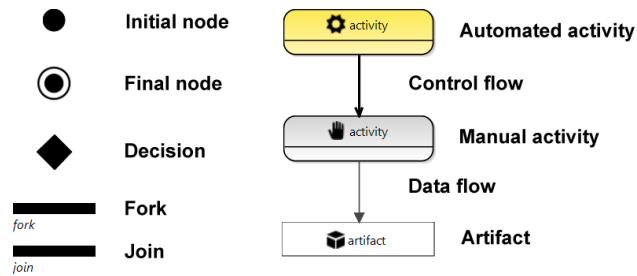 Initial node
Final node
Decision
Fork
fork
Join
join
activity
Automated activity
Control flow
activity
Manual activity
Data flow
artifact
Artifact